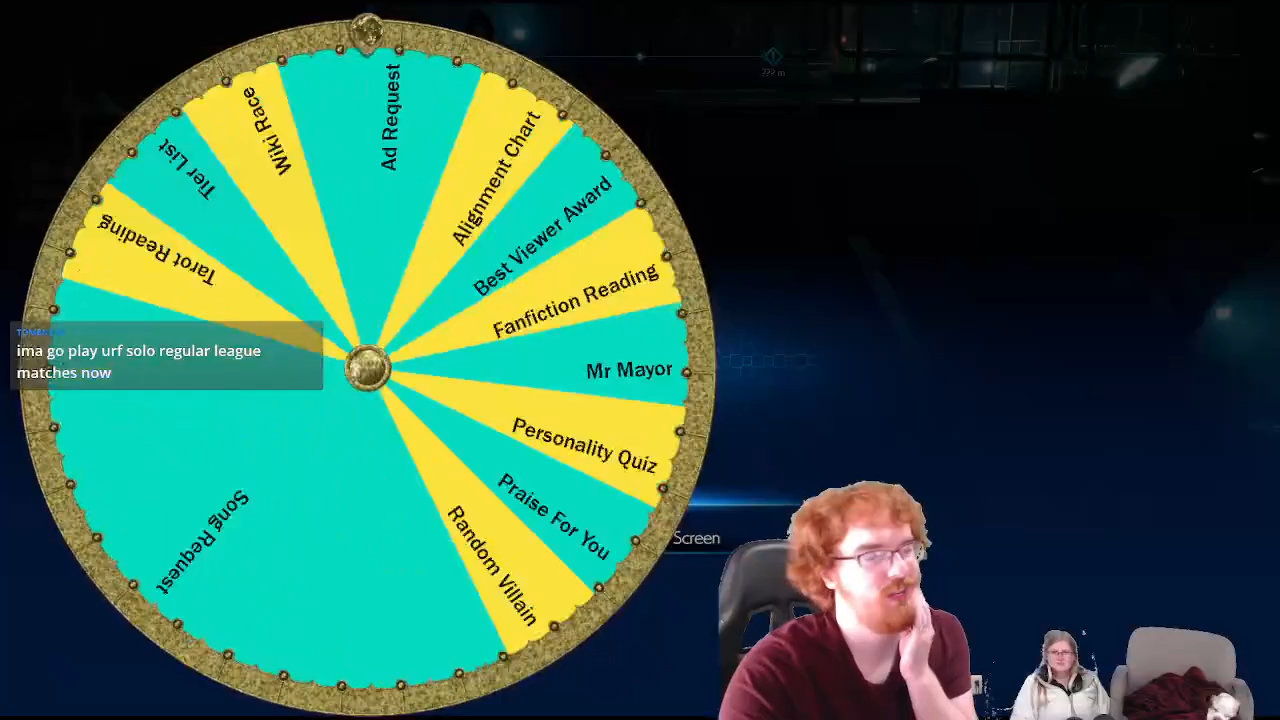 Ad Request
Alignment Chart
Best Viewer Award
Fanfiction Reading
Mr Mayor
Personality Quiz
Praise For You
Random Villain
Song Request
Tarot Reading
Tier List
Wiki Race
ima go play urf solo regular league
matches now
??? m
Screen